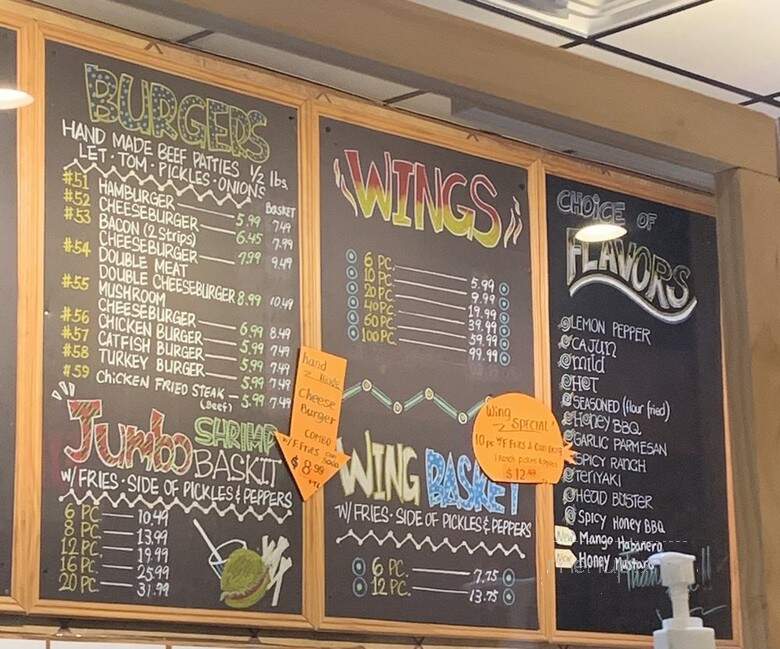 BURGERS
HAND MADE BEEF PATTIES 1/2 lbs.
LET · TOM · PICKLES · ONIONS
BASKET
#51 HAMBURGER 5.99 7.49
#52 CHEESEBURGER 6.45 7.99
#53 BACON (2 Strips)
CHEESEBURGER 7.99 9.49
#54 DOUBLE MEAT
DOUBLE CHEESEBURGER 8.99 10.49
#55 MUSHROOM
CHEESEBURGER 6.99 8.49
#56 CHICKEN BURGER 5.99 7.49
#57 CATFISH BURGER 5.99 7.49
#58 TURKEY BURGER 5.99 7.49
#59 CHICKEN FRIED STEAK 5.99 7.49
(Beef)
Jumbo SHRIMP
BASKIT
W/ FRIES · SIDE OF PICKLES & PEPPERS
6 PC 10.49
8 PC 13.99
12 PC 19.99
16 PC 25.99
20 PC 31.99
hand
Made
Cheese
Burger
COMBO
W/ F.FRIES
Soda
$8.99
WINGS
6 PC. 5.99
10 PC. 9.99
20 PC. 19.99
40 PC. 39.99
60 PC. 59.99
100 PC. 99.99
Wing
SPECIAL
10 pc W/ F. FRIES &
$12.99
WING BASKET
W/ FRIES · SIDE OF PICKLES & PEPPERS
6 PC. 7.75
12 PC. 13.75
CHOICE OF
FLAVORS
LEMON PEPPER
CAJUN
mild
HOT
SEASONED (flour fried)
Honey BBQ
GARLIC PARMESAN
SPICY RANCH
TERIYAKI
HEAD BUSTER
SPICY Honey BBQ
New Mango Habanero
New Honey Mustard